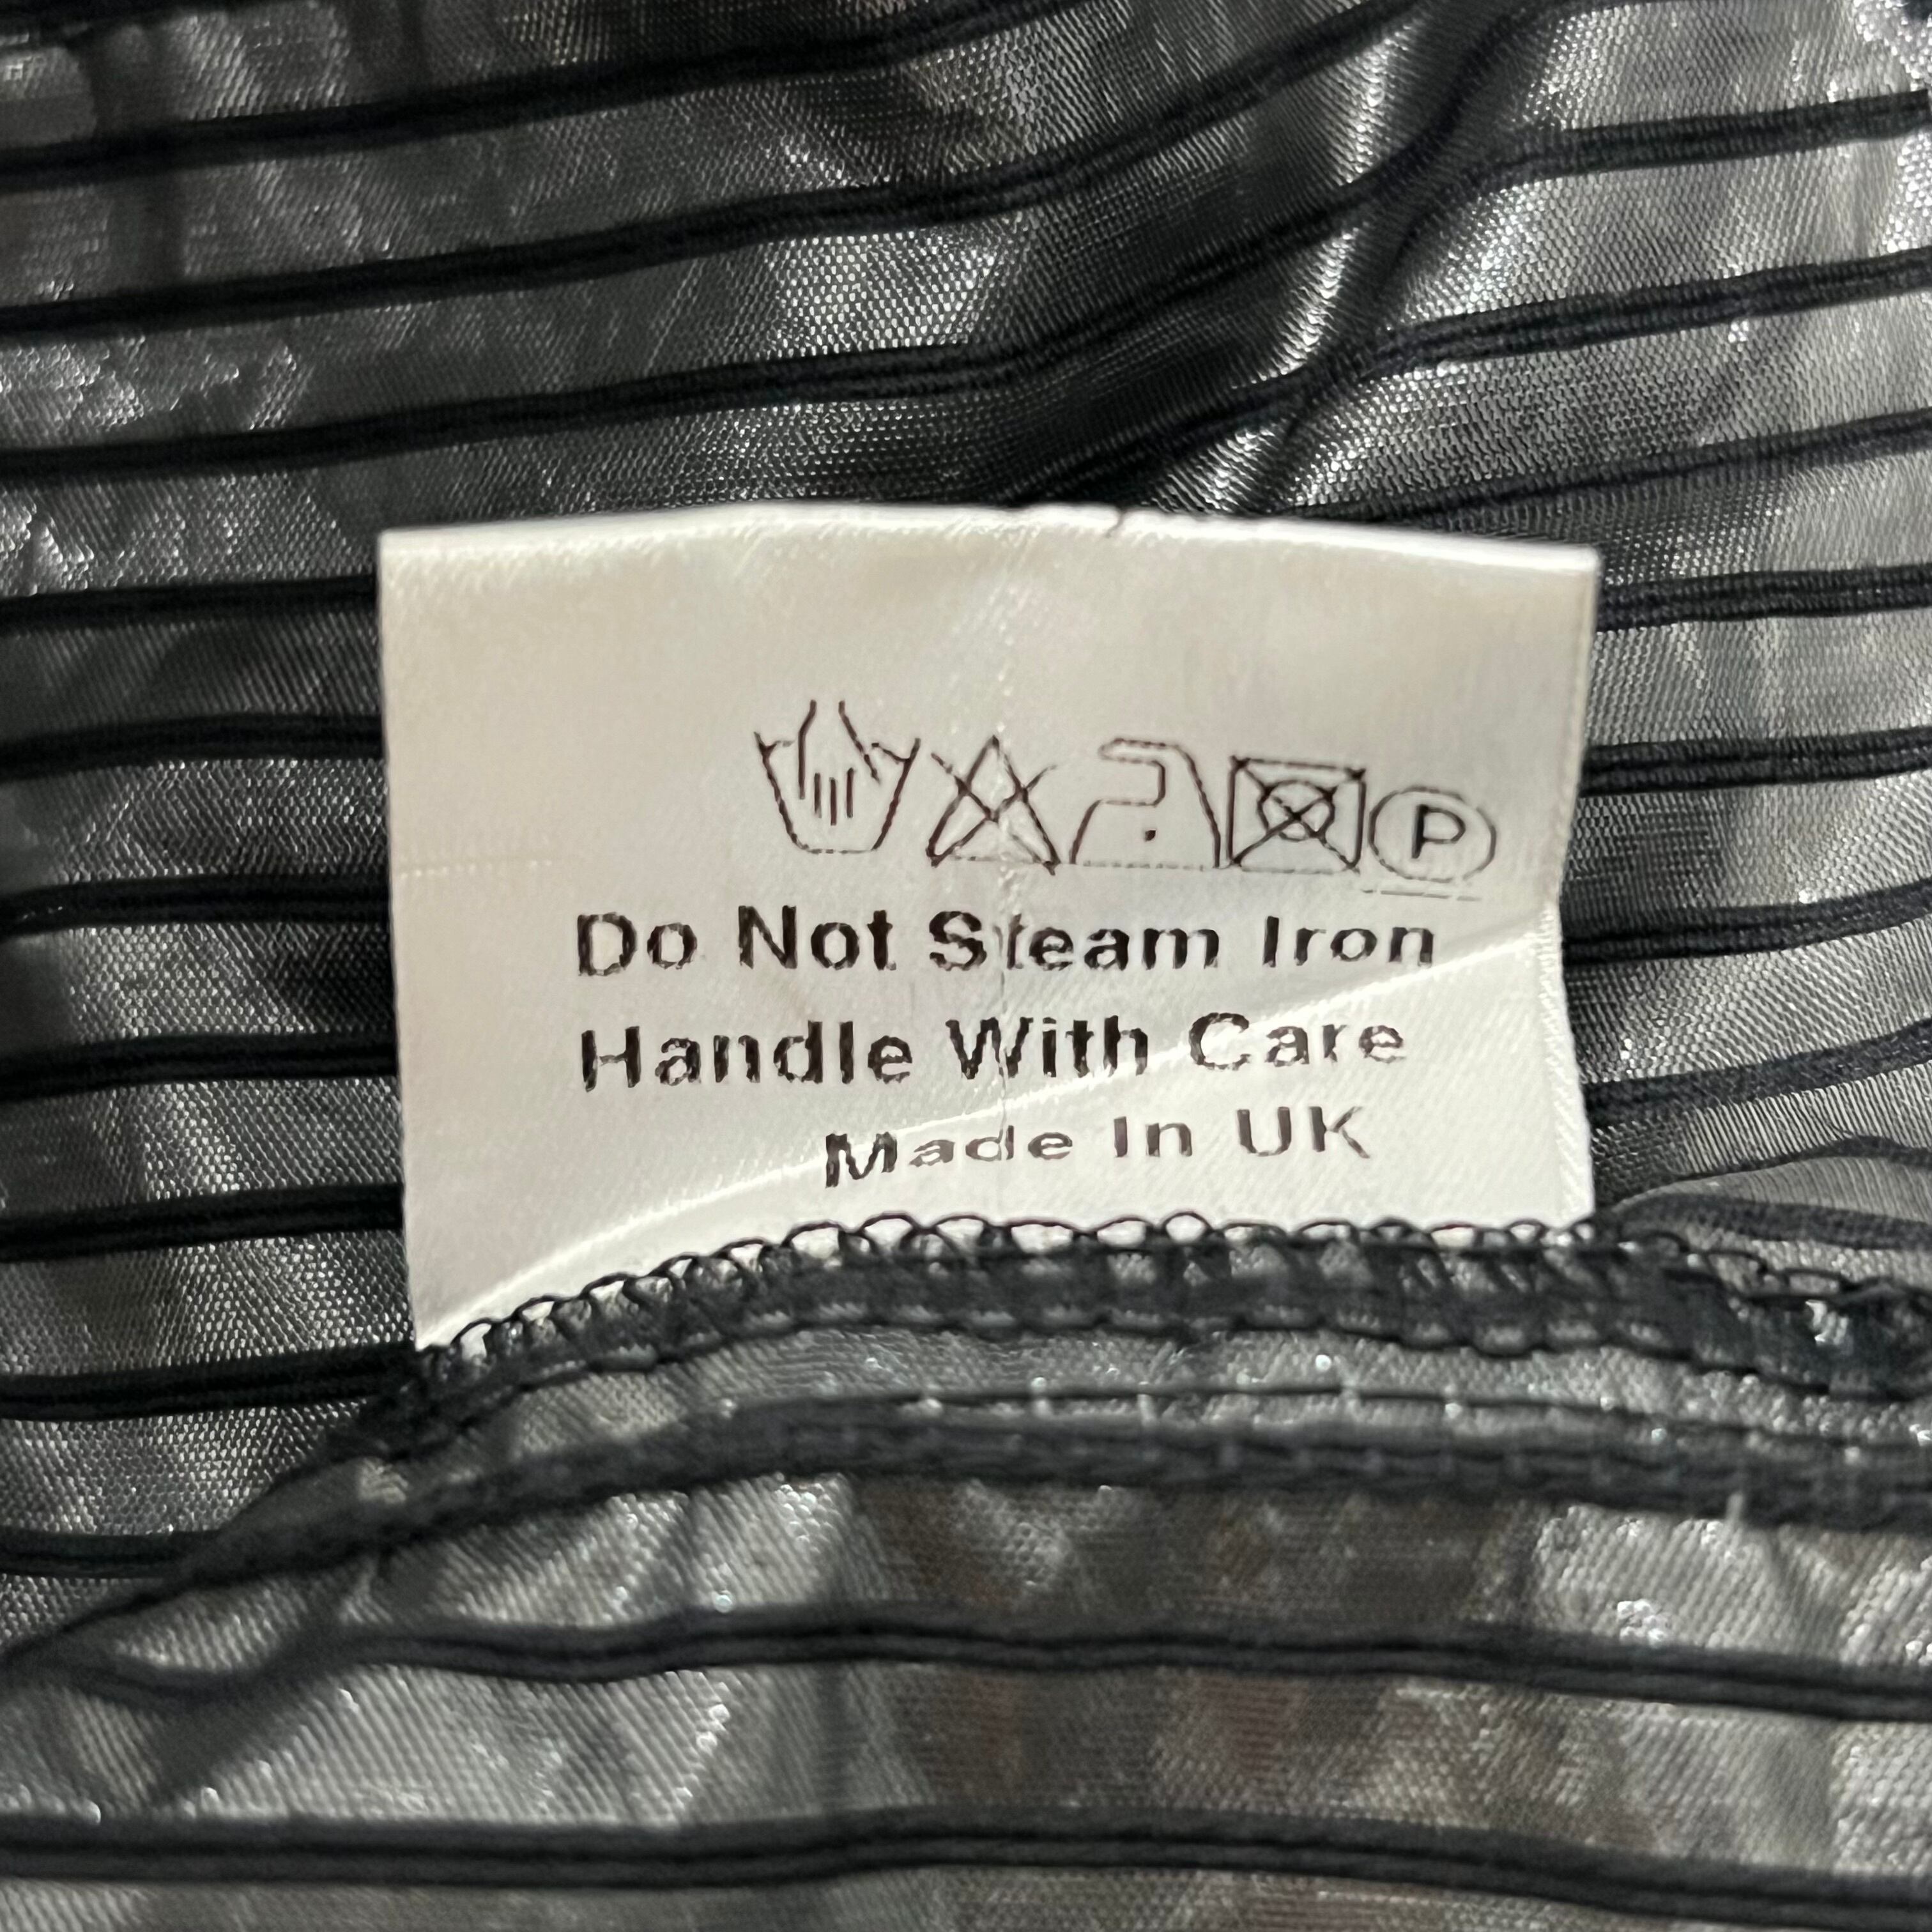 P
Do Not Steam Iron
Handle With Care
Made In UK